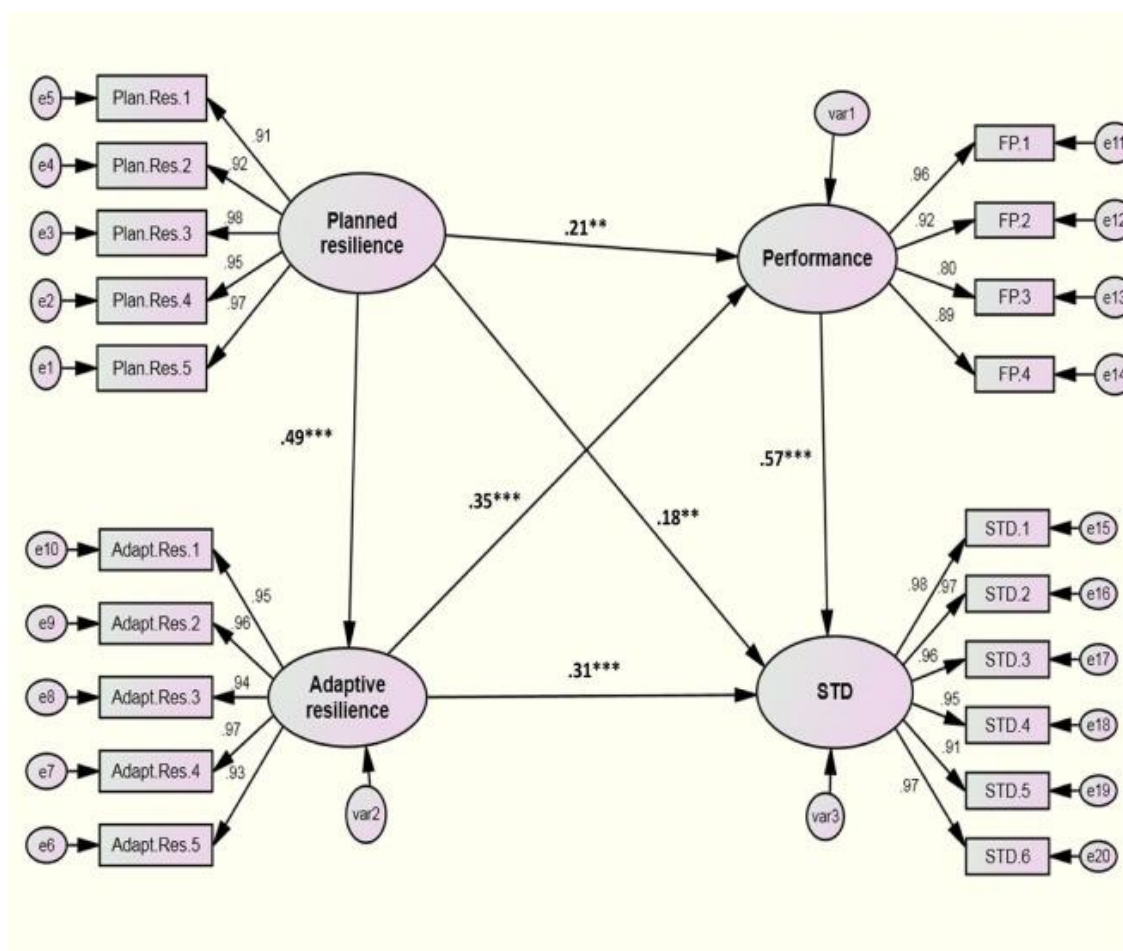 e5
Plan.Res.1
.91
e4
Plan.Res.2
.92
e3
Plan.Res.3
.98
e2
Plan.Res.4
.95
e1
Plan.Res.5
.97
Planned
resilience
.21**
var1
Performance
.96
FP.1
e11
.92
FP.2
e12
.80
FP.3
e13
.89
FP.4
e14
.49***
.35***
.18**
.57***
e10
Adapt.Res.1
.95
e9
Adapt.Res.2
.96
e8
Adapt.Res.3
.94
e7
Adapt.Res.4
.97
e6
Adapt.Res.5
.93
Adaptive
resilience
var2
.31***
STD
var3
.98
STD.1
e15
.97
STD.2
e16
.96
STD.3
e17
.95
STD.4
e18
.91
STD.5
e19
.97
STD.6
e20